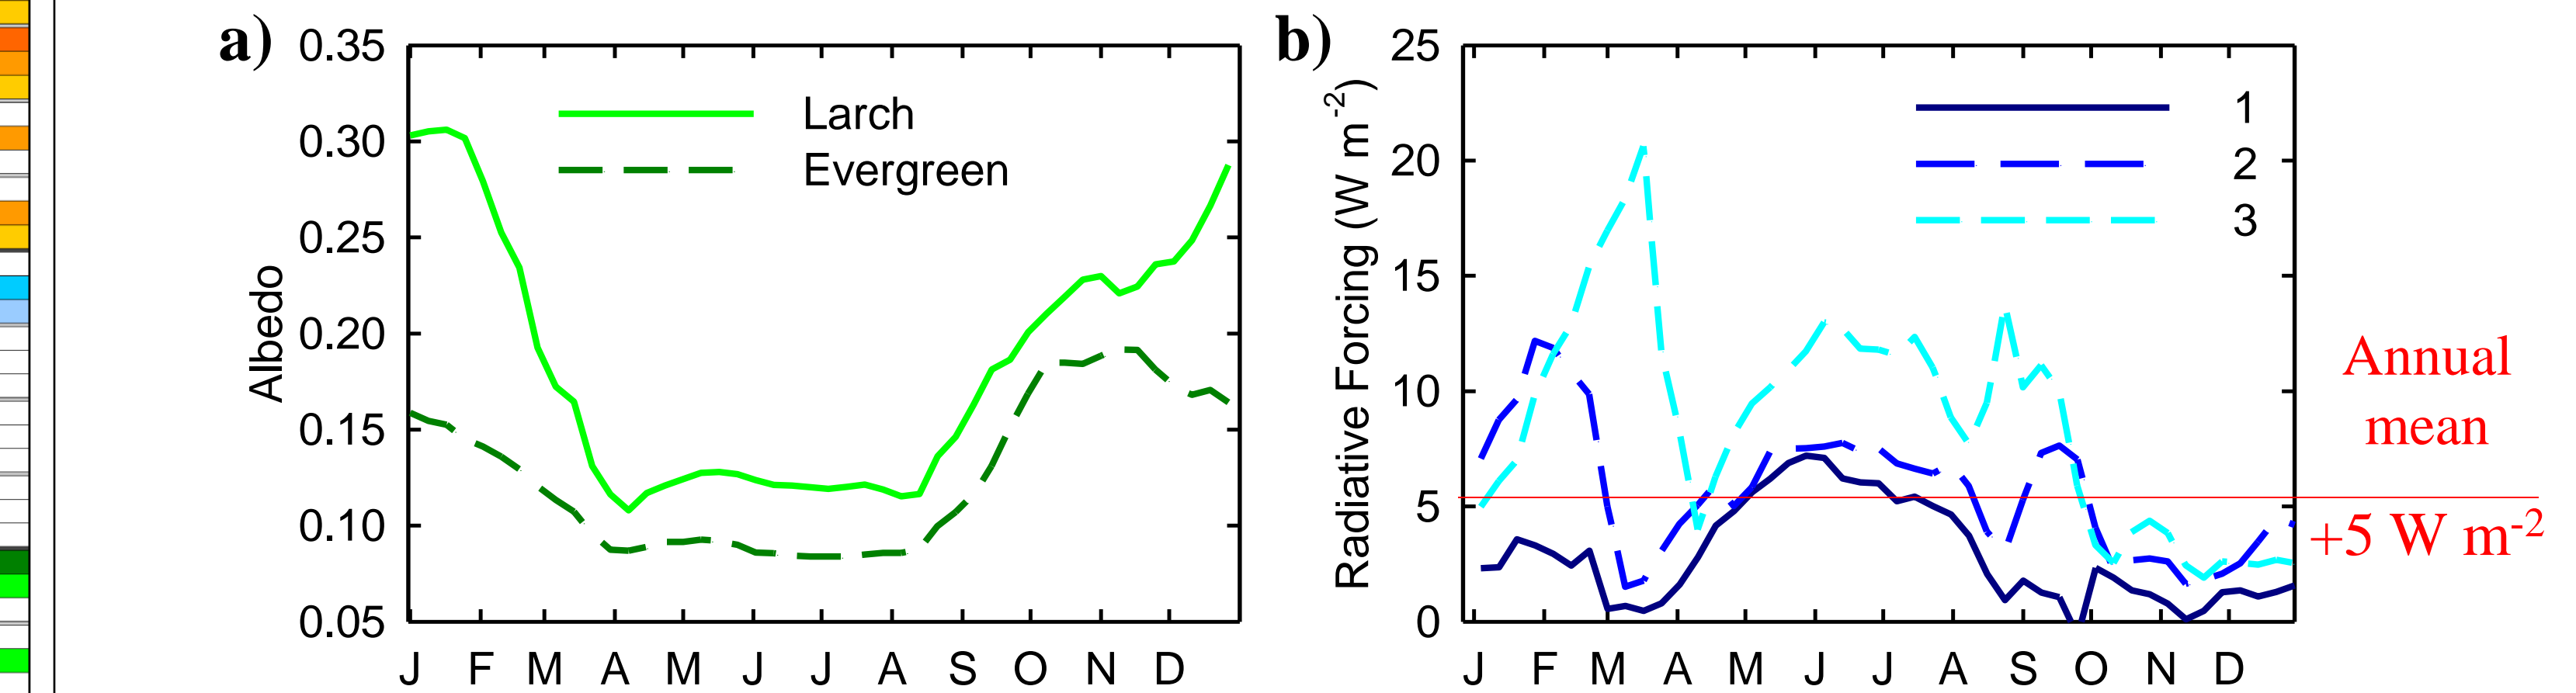 a)
Albedo
0.35
0.30
0.25
0.20
0.15
0.10
0.05
Larch
Evergreen
J F M A M J J A S O N D
b)
Radiative Forcing (W m-2)
25
20
15
10
5
0
1
2
3
J F M A M J J A S O N D
Annual
mean
+5 W m-2